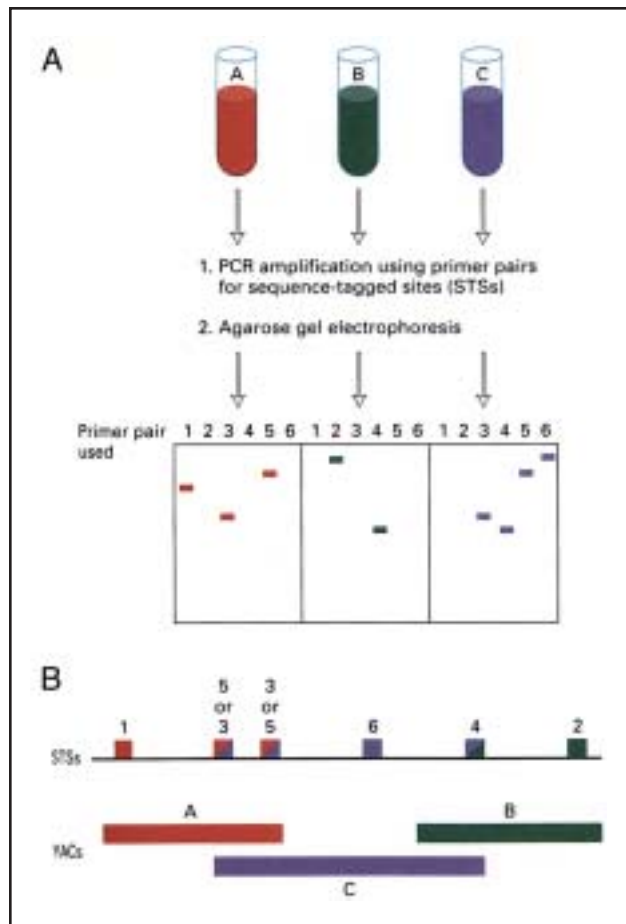 A
A B C
1. PCR amplification using primer pairs
for sequence-tagged sites (STSs)
2. Agarose gel electrophoresis
Primer pair
used
1 2 3 4 5 6 1 2 3 4 5 6 1 2 3 4 5 6
B
5 3
or or
1 3 5 6 4 2
STSs
A B
YACs
C